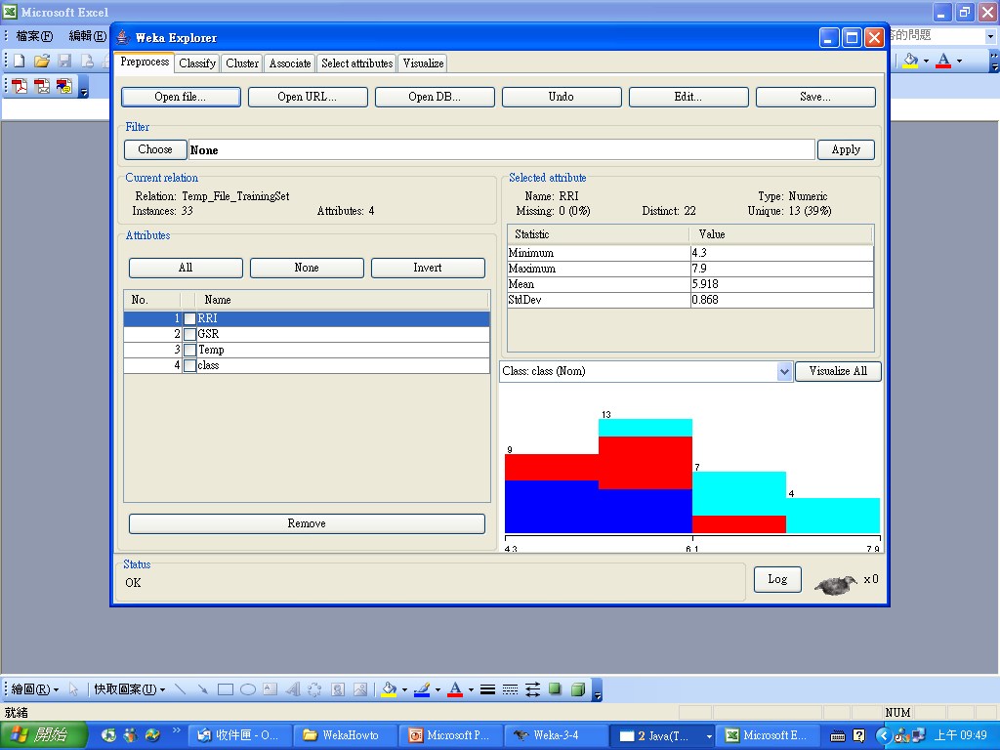 Microsoft Excel
檔案(F) 編輯(E)
答的問題
Weka Explorer
Preprocess Classify Cluster Associate Select attributes Visualize
Open file... Open URL... Open DB... Undo Edit... Save...
Filter
Choose None Apply
Current relation
Relation: Temp_File_TrainingSet
Instances: 33 Attributes: 4
Selected attribute
Name: RRI Type: Numeric
Missing: 0 (0%) Distinct: 22 Unique: 13 (39%)
Attributes
All None Invert
No. Name
1 RRI
2 GSR
3 Temp
4 class
Remove
Statistic Value
Minimum 4.3
Maximum 7.9
Mean 5.918
StdDev 0.868
Class: class (Nom) Visualize All
13
9
7
4
4.3 6.1 7.9
Status
OK
Log x 0
繪圖(R) 快取圖案(U)
就緒
NUM
開始 收件匣 - O... WekaHowto Microsoft P... Weka-3-4 2 Java(T... Microsoft E... 上午 09:49